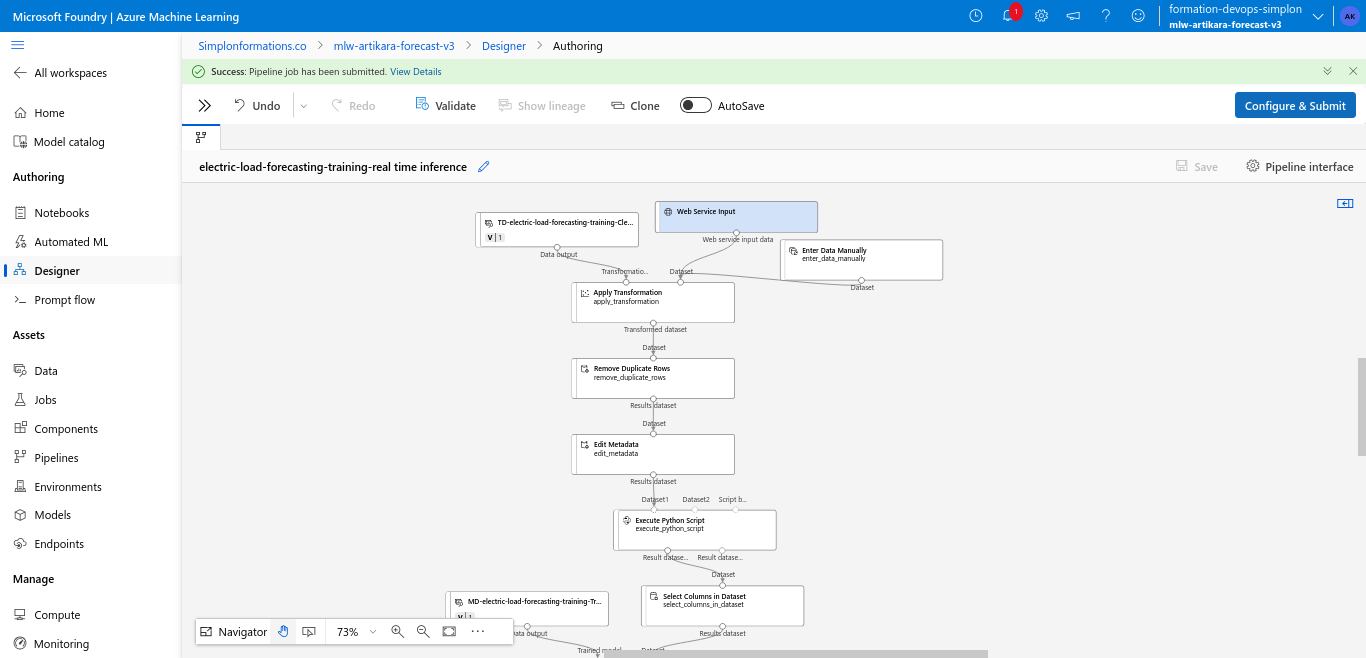 Microsoft Foundry | Azure Machine Learning
1
formation-devops-simplon
mlw-artikara-forecast-v3
AK
Simplonformations.co > mlw-artikara-forecast-v3 > Designer > Authoring
All workspaces
Home
Model catalog
Authoring
Notebooks
Automated ML
Designer
Prompt flow
Assets
Data
Jobs
Components
Pipelines
Environments
Models
Endpoints
Manage
Compute
Monitoring
Success: Pipeline job has been submitted. View Details
Undo
Redo
Validate
Show lineage
Clone
AutoSave
Configure & Submit
electric-load-forecasting-training-real time inference
Save
Pipeline interface
TD-electric-load-forecasting-training-Cle...
V | 1
Data output
Web Service Input
Web service input data
Enter Data Manually
enter_data_manually
Dataset
Transformatio..
Dataset
Apply Transformation
apply_transformation
Transformed dataset
Dataset
Remove Duplicate Rows
remove_duplicate_rows
Results dataset
Dataset
Edit Metadata
edit_metadata
Results dataset
Dataset1
Dataset2
Script b...
Execute Python Script
execute_python_script
Result datase...
Result datase...
Dataset
MD-electric-load-forecasting-training-Tr...
V | 1
Data output
Select Columns in Dataset
select_columns_in_dataset
Results dataset
Trained model
Dataset
Navigator
73%